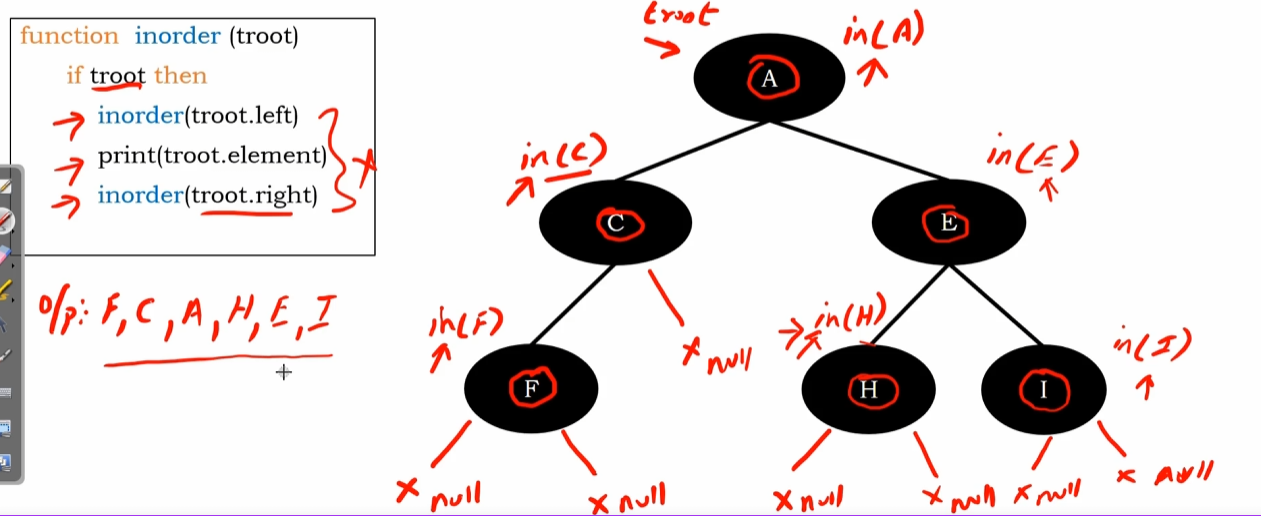 function inorder (troot)
if troot then
inorder(troot.left)
print(troot.element)
inorder(troot.right)
o/p: F, C, A, H, E, I
troot
in(A)
A
in(C)
in(E)
C
E
in(F)
null
in(H)
in(I)
F
H
I
null
null
null
null
null
null